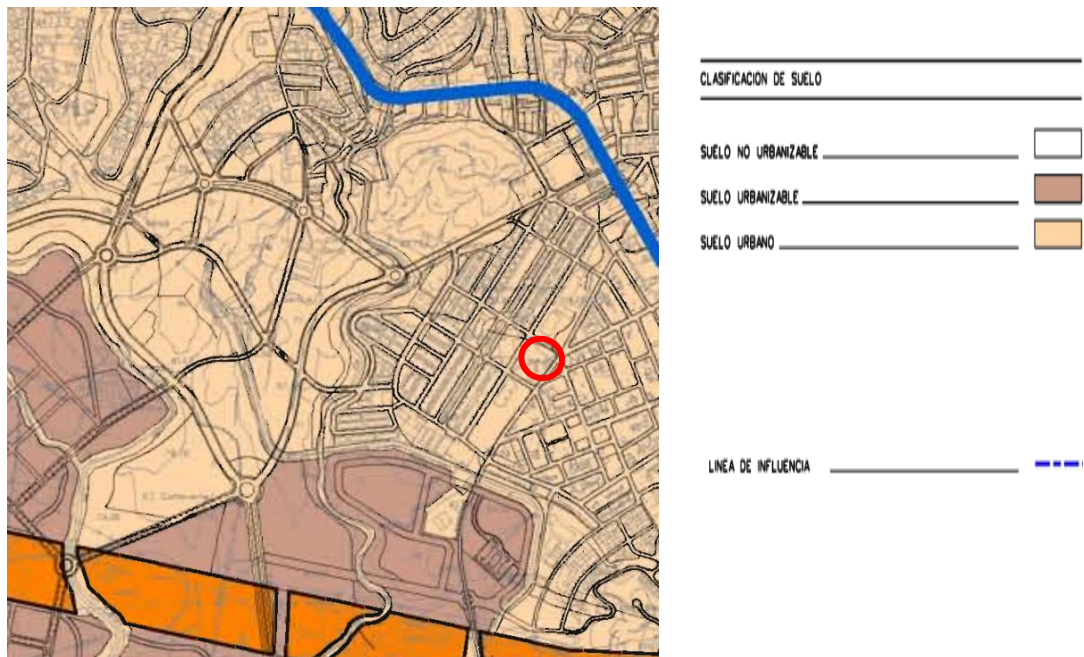 CLASIFICACION DE SUELO
SUELO NO URBANIZABLE
SUELO URBANIZABLE
SUELO URBANO
LINEA DE INFLUENCIA